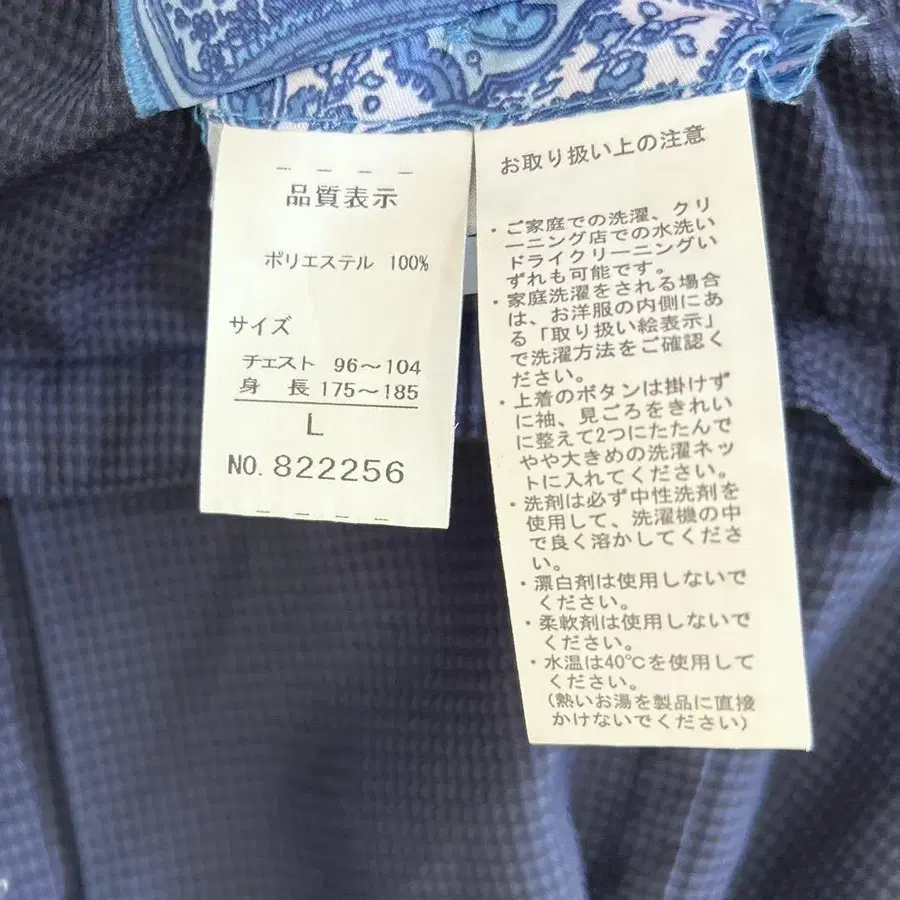 品質表示
ポリエステル 100%
サイズ
チェスト 96～104
身 長 175～185
L
NO. 822256
お取り扱い上の注意
・ご家庭での洗濯、クリ
ーニング店での水洗い
ドライクリーニングい
ずれも可能です。
・家庭洗濯をされる場合
は、お洋服の内側にあ
る「取り扱い絵表示」
で洗濯方法をご確認く
ださい。
・上着のボタンは掛けず
に袖、見ごろをきれい
に整えて2つにたたんで
やや大きめの洗濯ネッ
トに入れてください。
・洗剤は必ず中性洗剤を
使用して、洗濯機の中
で良く溶かしてくださ
い。
・漂白剤は使用しないで
ください。
・柔軟剤は使用しないで
ください。
・水温は40℃を使用して
ください。
(熱いお湯を製品に直接
かけないでください)